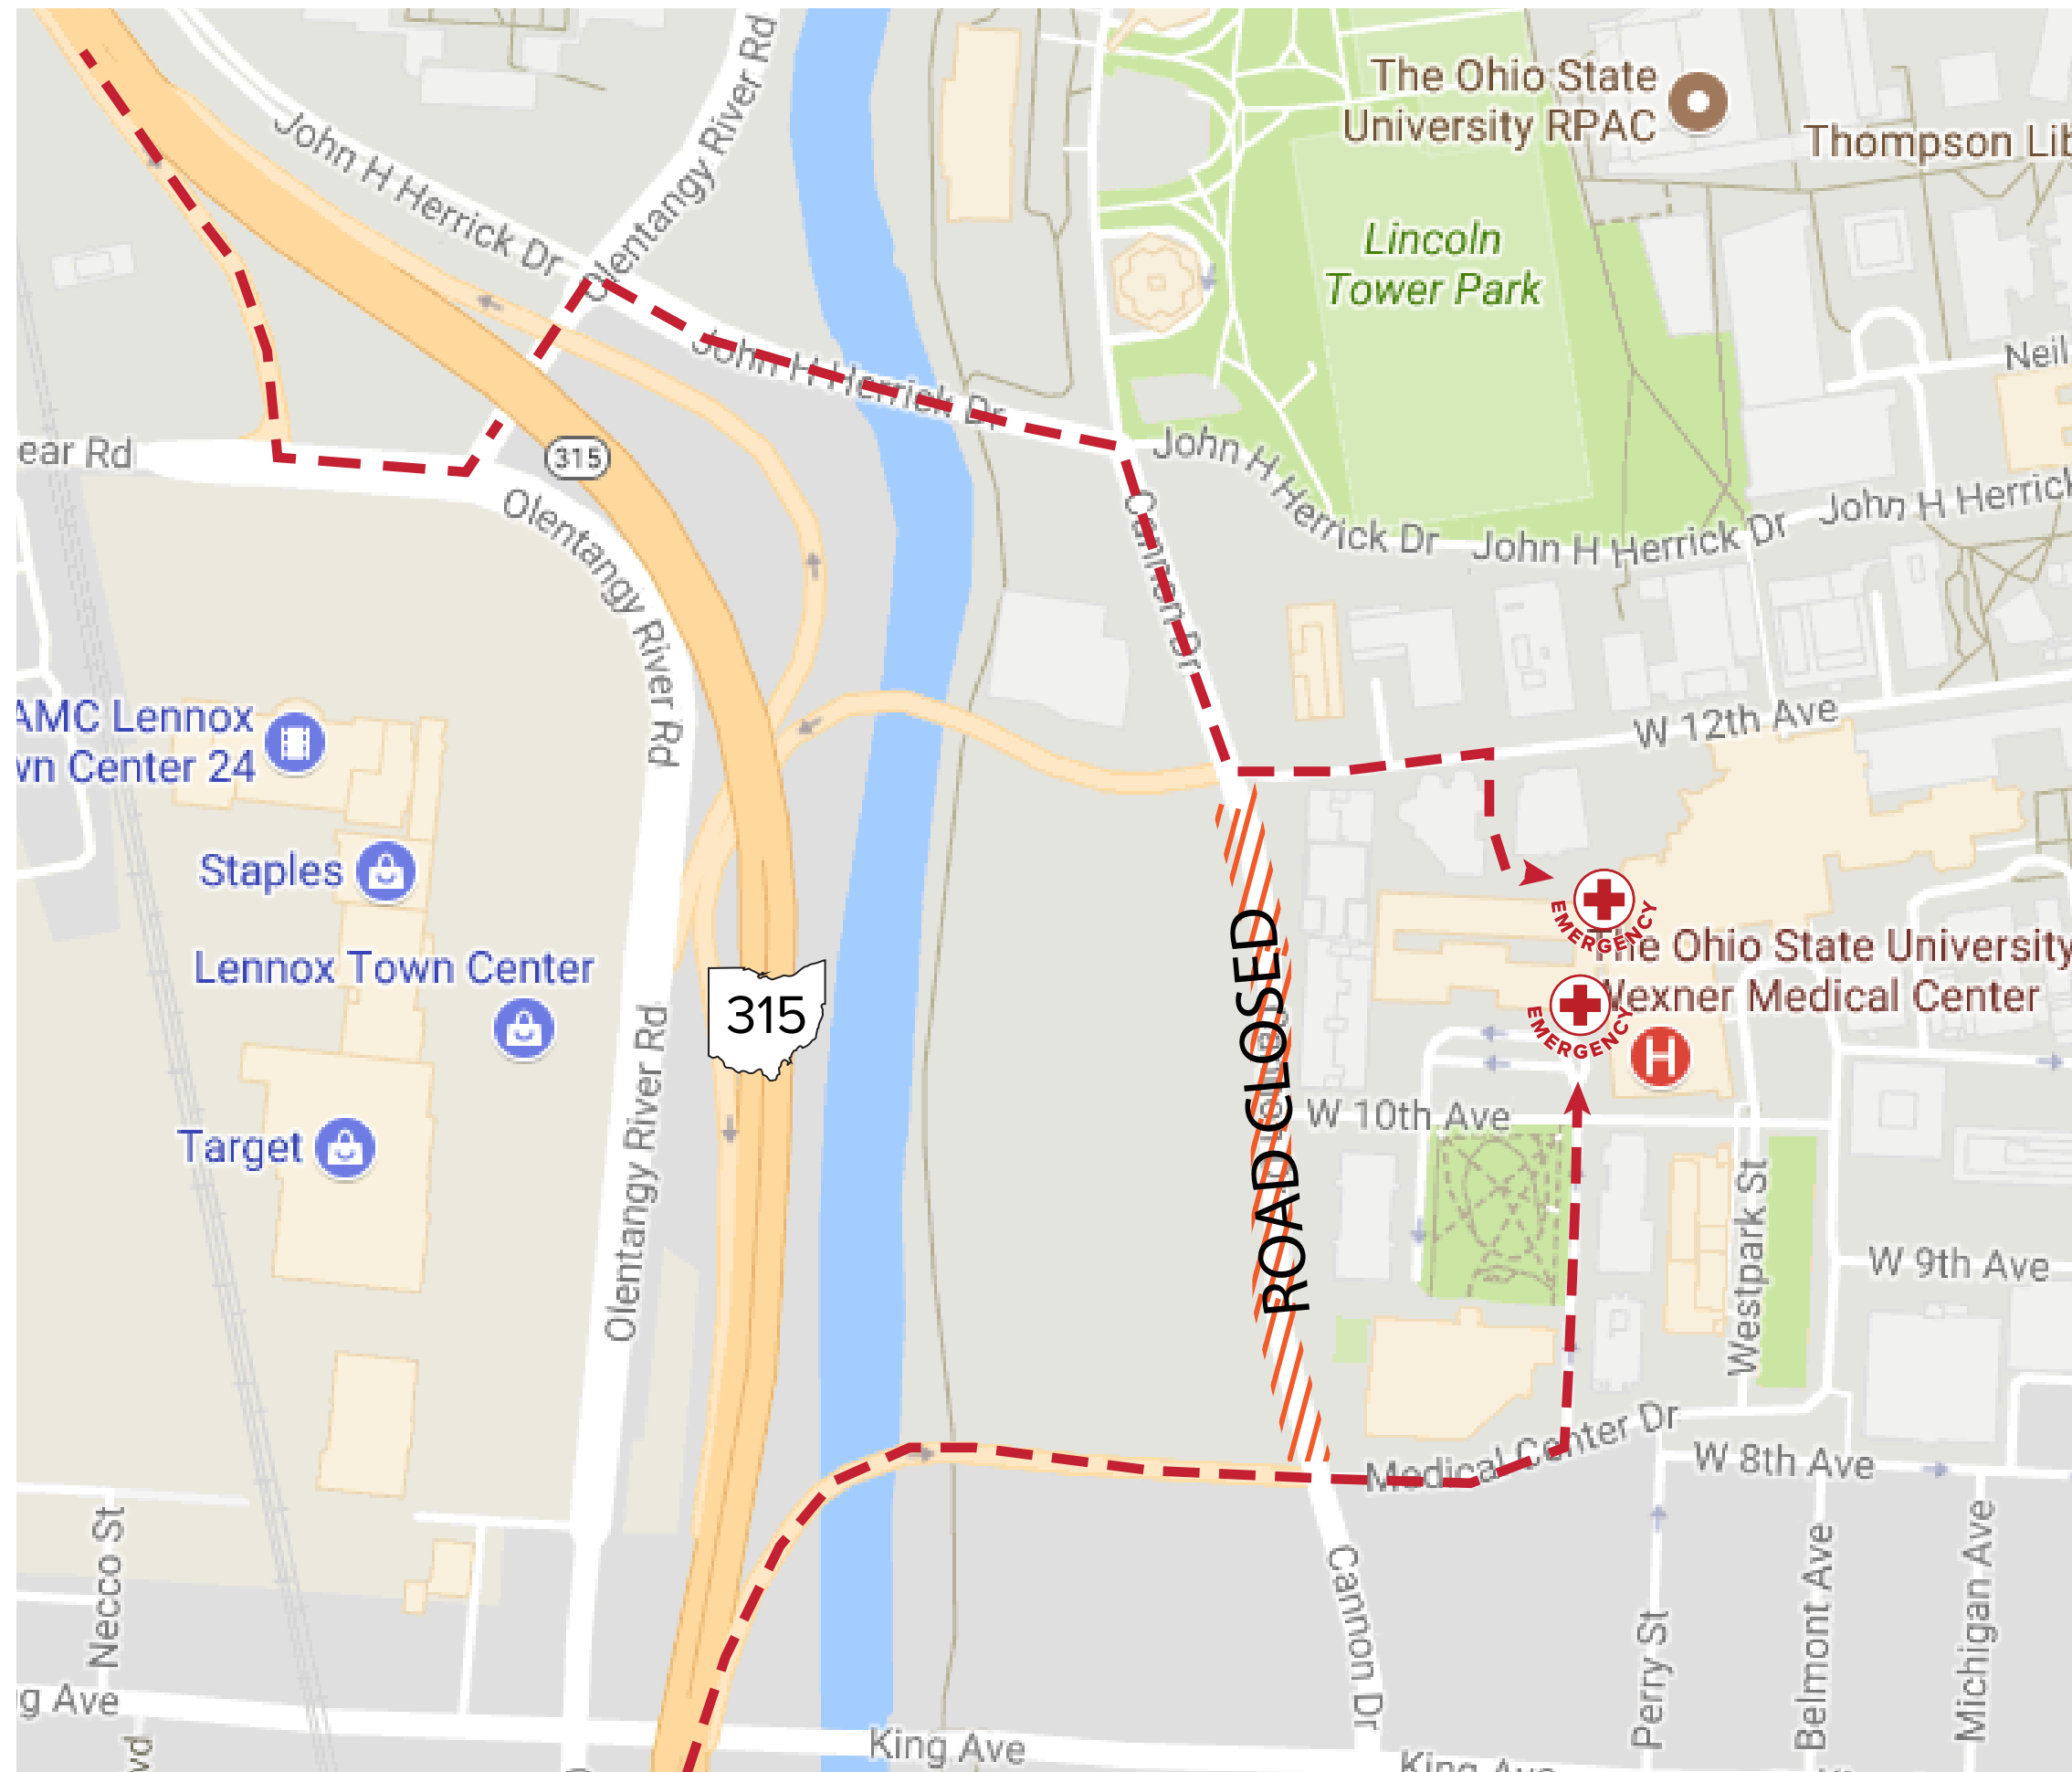 The Ohio State
University RPAC
Thompson Lib
Olentangy River Rd
John H Herrick Dr
Lincoln
Tower Park
Neil
John H Herrick Dr
ear Rd
315
John H Herrick Dr
John H Herrick Dr
John H Herrick
Olentangy River Rd
Cannon Dr
W 12th Ave
AMC Lennox
wn Center 24
Staples
Lennox Town Center
315
ROAD CLOSED
EMERGENCY
The Ohio State University
Wexner Medical Center
EMERGENCY
H
Target
Olentangy River Rd
W 10th Ave
Westpark St
W 9th Ave
Medical Center Dr
W 8th Ave
Neco St
Cannon Dr
Perry St
Belmont Ave
Michigan Ave
g Ave
vd
King Ave
King Ave